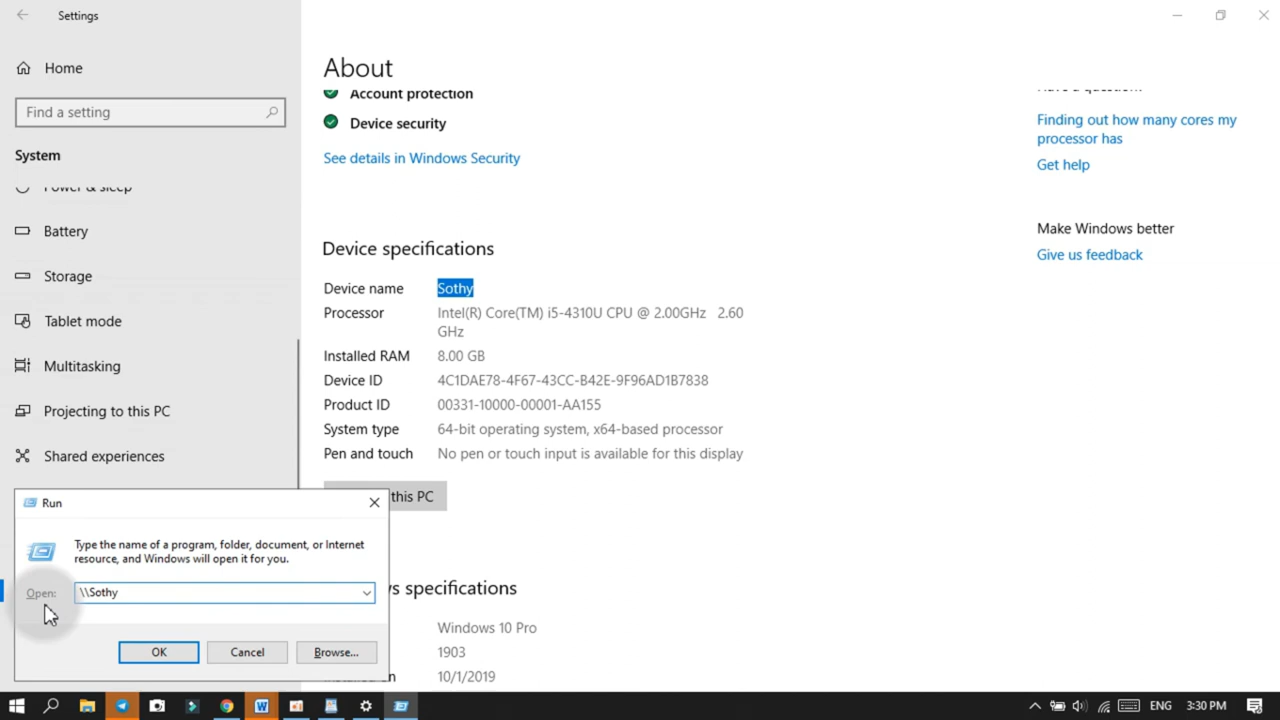 Settings
Home
Find a setting
System
Power & sleep
Battery
Storage
Tablet mode
Multitasking
Projecting to this PC
Shared experiences
About
Account protection
Device security
See details in Windows Security
Device specifications
Device name Sothy
Processor Intel(R) Core(TM) i5-4310U CPU @ 2.00GHz 2.60
GHz
Installed RAM 8.00 GB
Device ID 4C1DAE78-4F67-43CC-B42E-9F96AD1B7838
Product ID 00331-10000-00001-AA155
System type 64-bit operating system, x64-based processor
Pen and touch No pen or touch input is available for this display
this PC
specifications
Windows 10 Pro
1903
10/1/2019
Have a question?
Finding out how many cores my
processor has
Get help
Make Windows better
Give us feedback
Run
Type the name of a program, folder, document, or Internet
resource, and Windows will open it for you.
Open: \\Sothy
OK Cancel Browse...
ENG 3:30 PM